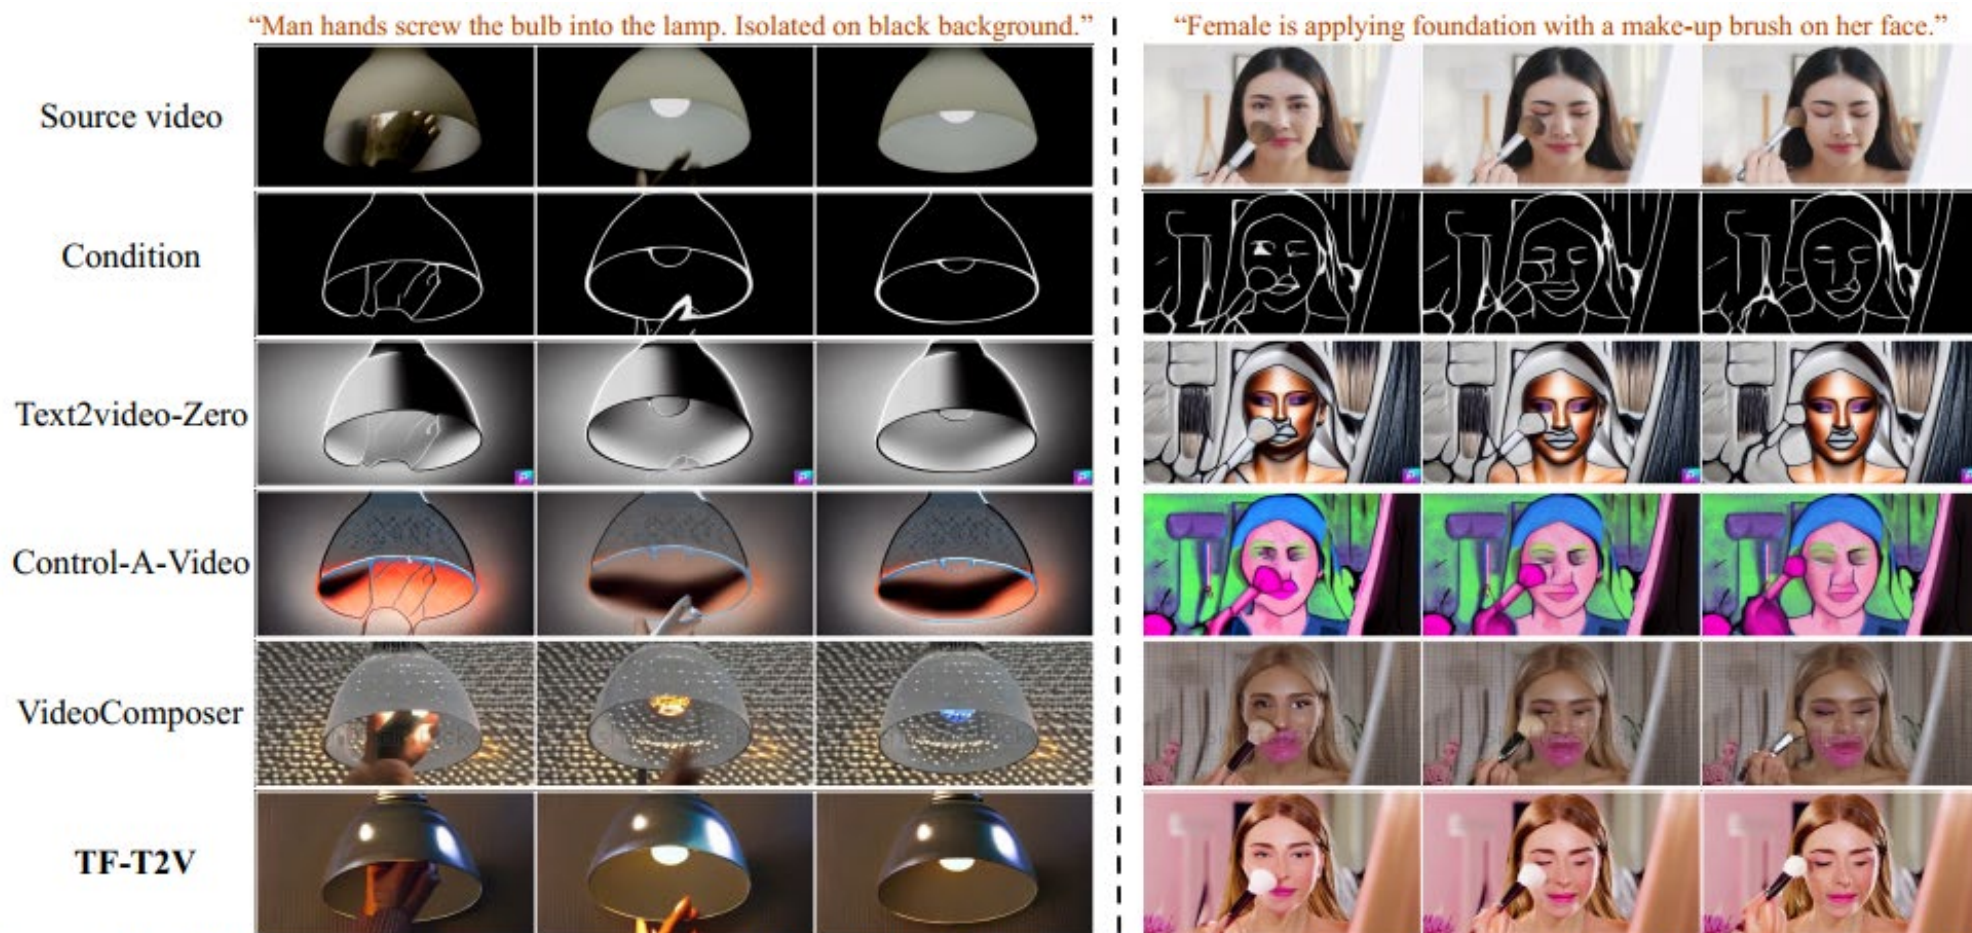 “Man hands screw the bulb into the lamp. Isolated on black background.”
“Female is applying foundation with a make-up brush on her face.”
Source video
Condition
Text2video-Zero
Control-A-Video
VideoComposer
TF-T2V